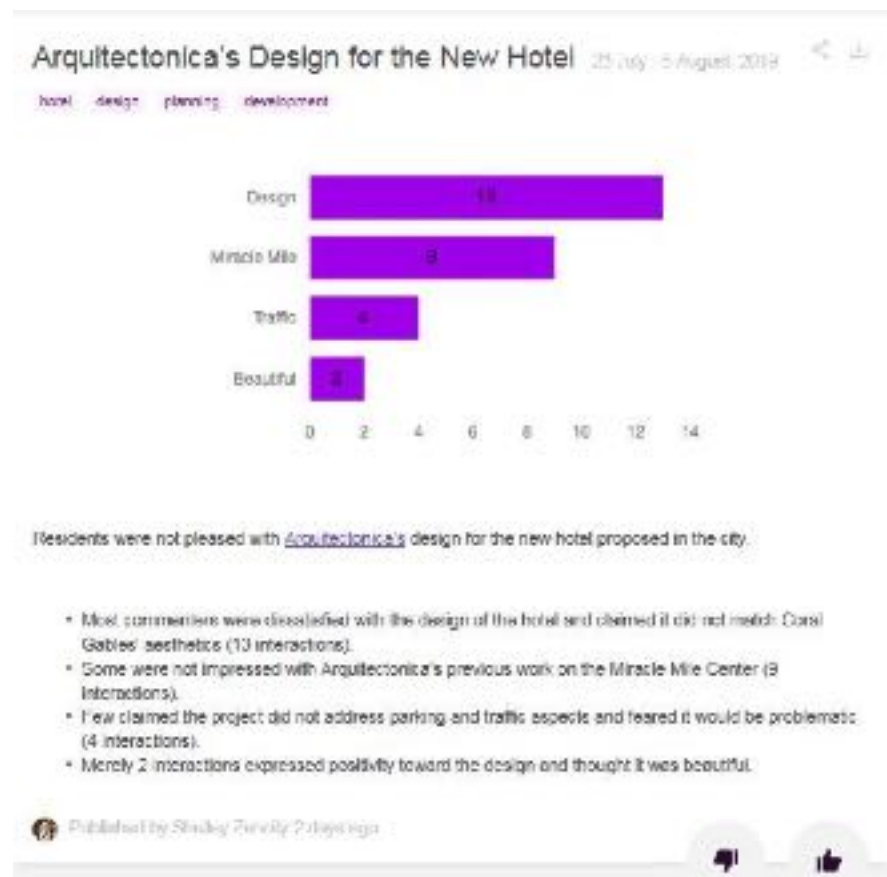 Arquitectonica's Design for the New Hotel August 2019
hotel design planning development
Design 13
Miracle Mile 9
Traffic 4
Beautiful 2
0 2 4 6 8 10 12 14
Residents were not pleased with Arquitectonica's design for the new hotel proposed in the city.
• Most commenters were dissatisfied with the design of the hotel and claimed it did not match Coral
Gables' aesthetics (13 interactions).
• Some were not impressed with Arquitectonica's previous work on the Miracle Mile Center (9
interactions).
• Few claimed the project did not address parking and traffic aspects and feared it would be problematic
(4 interactions).
• Merely 2 interactions expressed positivity toward the design and thought it was beautiful.
Published by 2 days ago